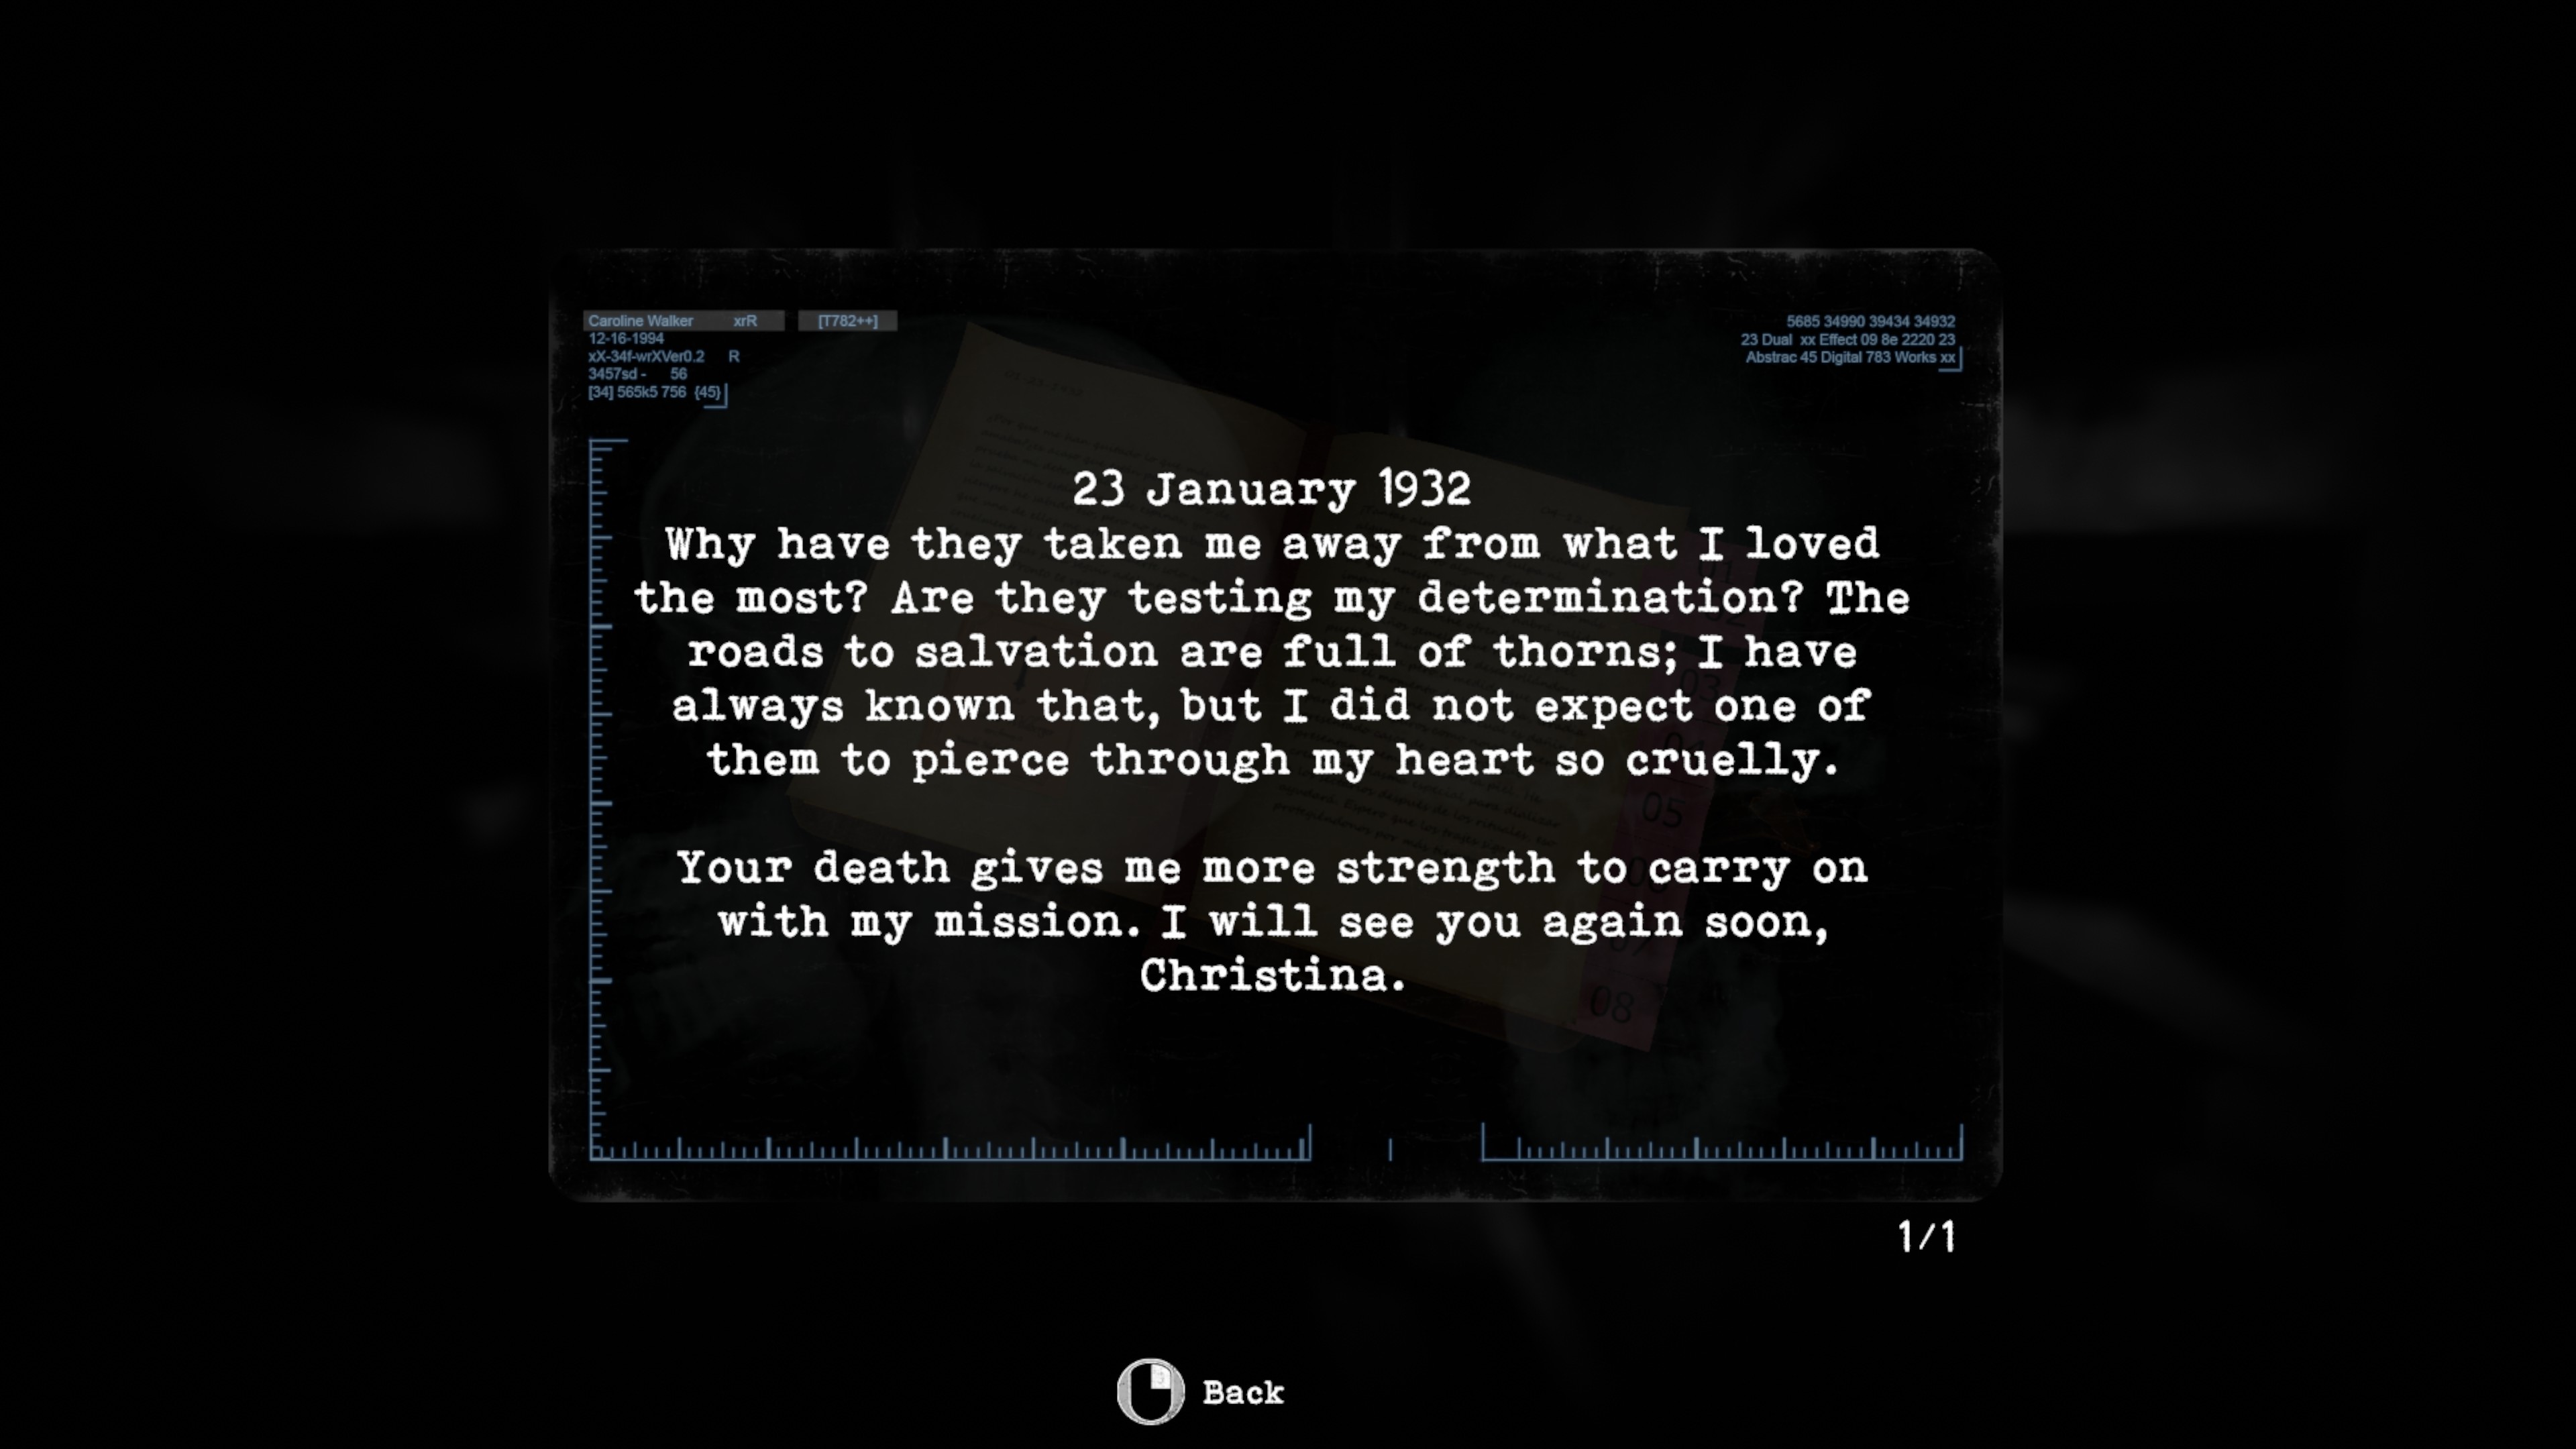 Caroline Walker xrR [T782++]
12-16-1994
xX-34f-wrXVer0.2 R
3457sd - 56
[34] 565k5 756 {45}
5685 34990 39434 34932
23 Dual xx Effect 09 8e 2220 23
Abstrac 45 Digital 783 Works xx
23 January 1932
Why have they taken me away from what I loved
the most? Are they testing my determination? The
roads to salvation are full of thorns; I have
always known that, but I did not expect one of
them to pierce through my heart so cruelly.
Your death gives me more strength to carry on
with my mission. I will see you again soon,
Christina.
03
05
08
1/1
Back